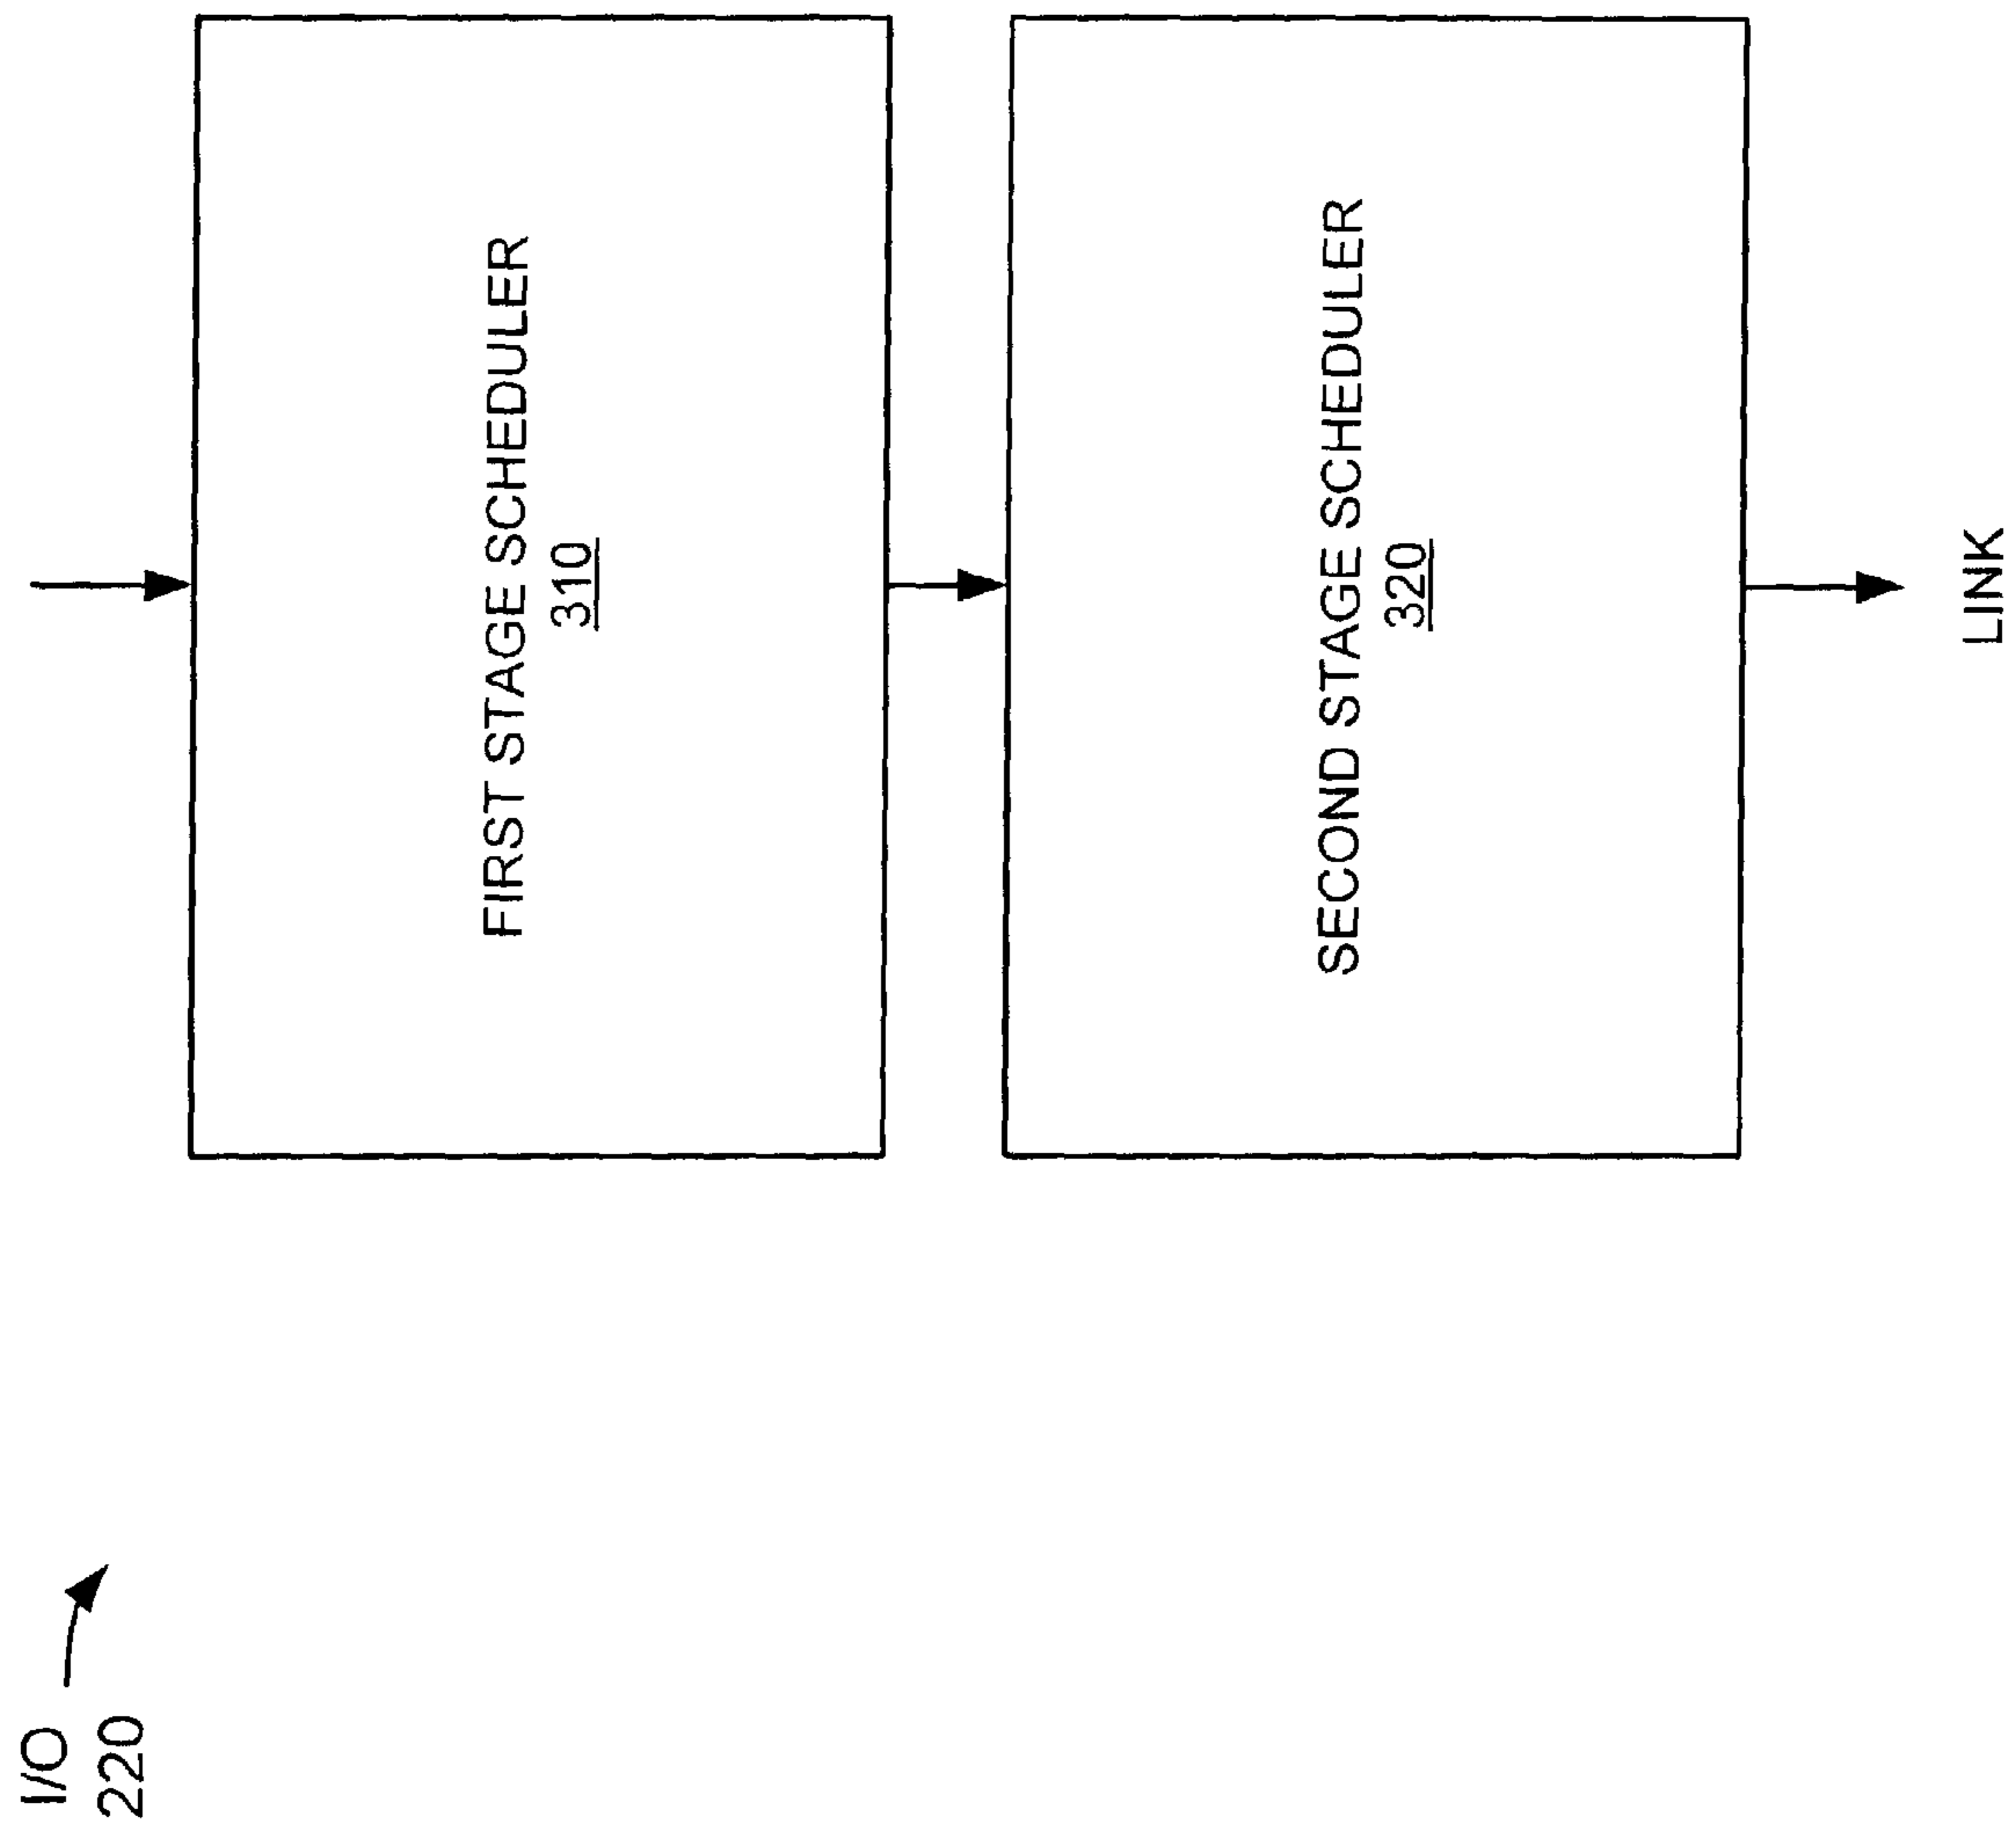 I/O
220
FIRST STAGE SCHEDULER
310
SECOND STAGE SCHEDULER
320
LINK